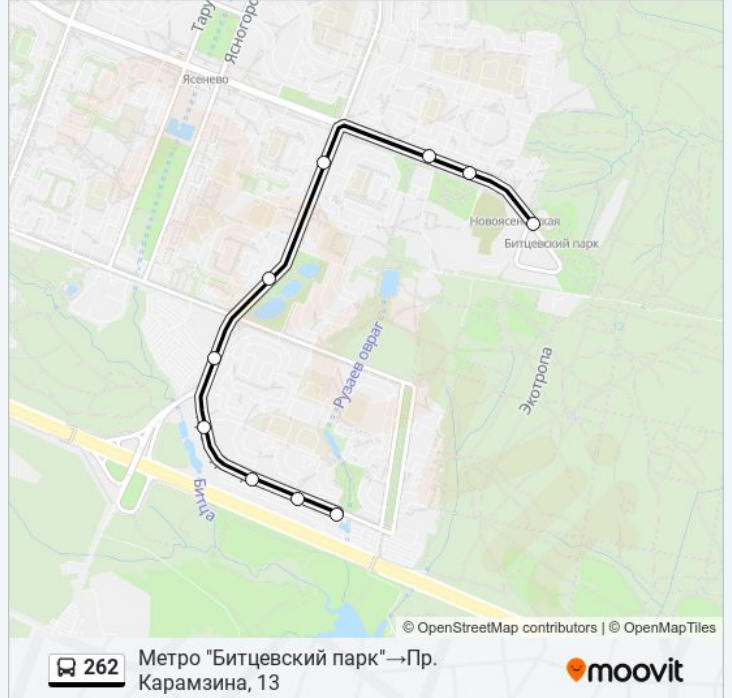 Тару
Ясногорс
Ясенево
Новоясеневская
Битцевский парк
Рузаев овраг
Экотропа
Битца
© OpenStreetMap contributors | © OpenMapTiles
262
Метро "Битцевский парк"→Пр.
Карамзина, 13
moovit